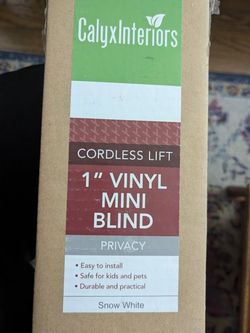 CalyxInteriors
CORDLESS LIFT
1" VINYL
MINI
BLIND
PRIVACY
• Easy to install
• Safe for kids and pets
• Durable and practical
Snow White